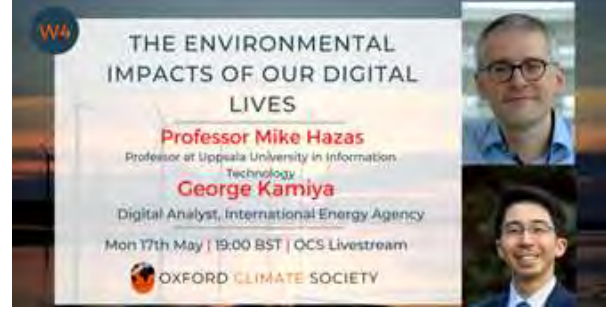 W4
THE ENVIRONMENTAL
IMPACTS OF OUR DIGITAL
LIVES
Professor Mike Hazas
Professor at Uppsala University in Information
Technology
George Kamiya
Digital Analyst, International Energy Agency
Mon 17th May | 19:00 BST | OCS Livestream
OXFORD CLIMATE SOCIETY